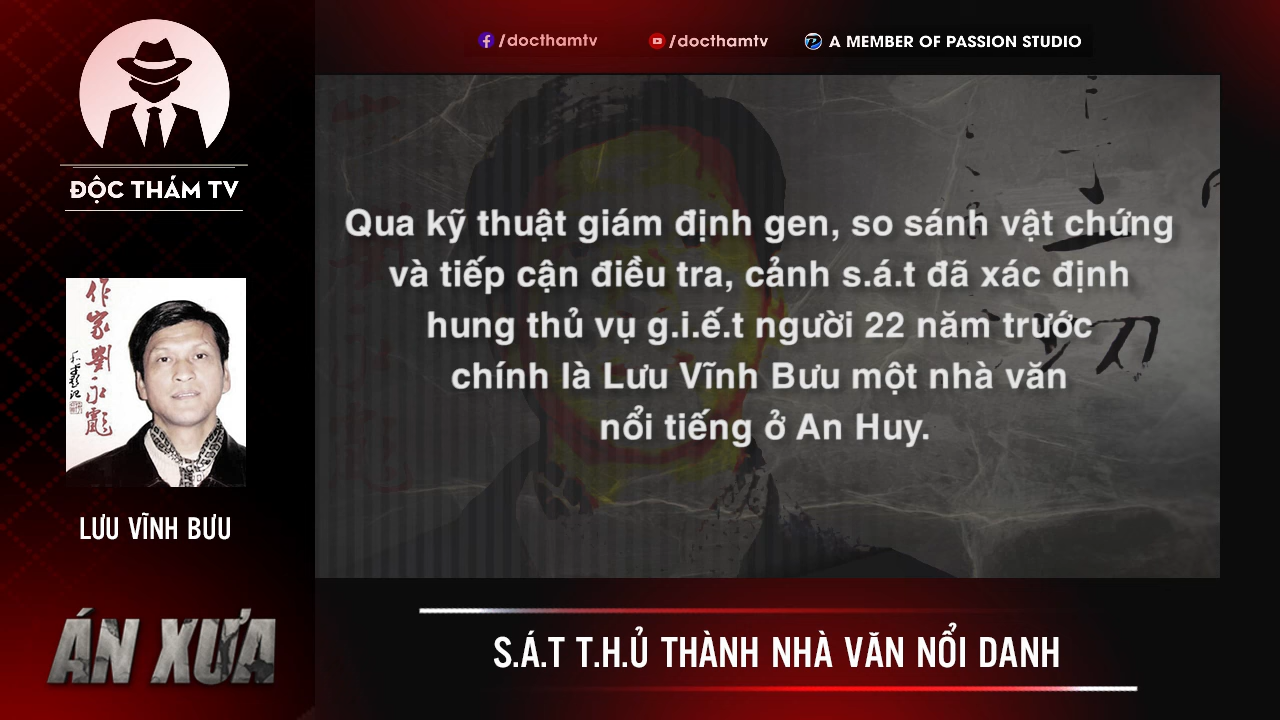 /docthamtv
/docthamtv
A MEMBER OF PASSION STUDIO
ĐỘC THÁM TV
Qua kỹ thuật giám định gen, so sánh vật chứng
và tiếp cận điều tra, cảnh s.á.t đã xác định
hung thủ vụ g.i.ế.t người 22 năm trước
chính là Lưu Vĩnh Bưu một nhà văn
nổi tiếng ở An Huy.
作家劉永彪
LƯU VĨNH BƯU
ÁN XƯA
S.Á.T T.H.Ủ THÀNH NHÀ VĂN NỔI DANH